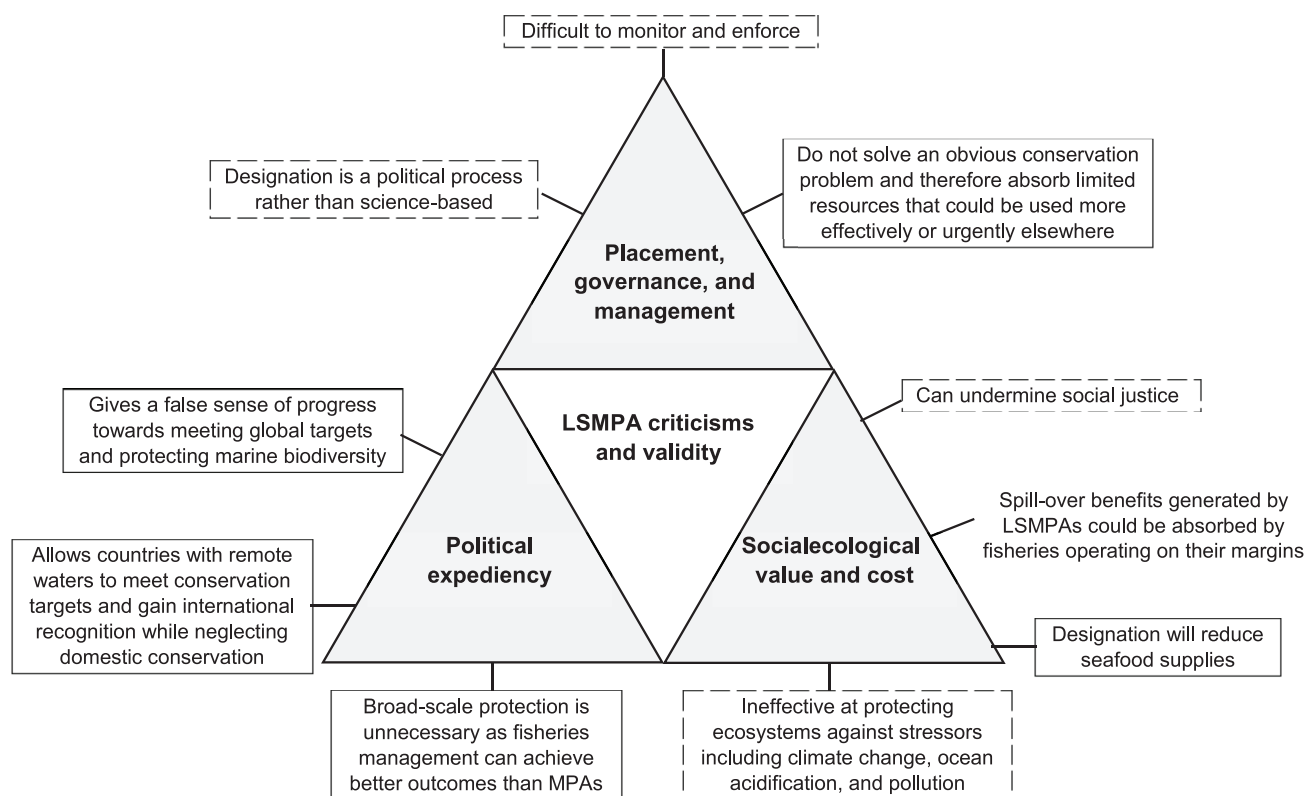 Difficult to monitor and enforce
Designation is a political process
rather than science-based
Do not solve an obvious conservation
problem and therefore absorb limited
resources that could be used more
effectively or urgently elsewhere
Placement,
governance, and
management
Gives a false sense of progress
towards meeting global targets
and protecting marine biodiversity
LSMPA criticisms
and validity
Can undermine social justice
Spill-over benefits generated by
LSMPAs could be absorbed by
fisheries operating on their margins
Allows countries with remote
waters to meet conservation
targets and gain international
recognition while neglecting
domestic conservation
Political
expediency
Socialecological
value and cost
Designation will reduce
seafood supplies
Broad-scale protection is
unnecessary as fisheries
management can achieve
better outcomes than MPAs
Ineffective at protecting
ecosystems against stressors
including climate change, ocean
acidification, and pollution